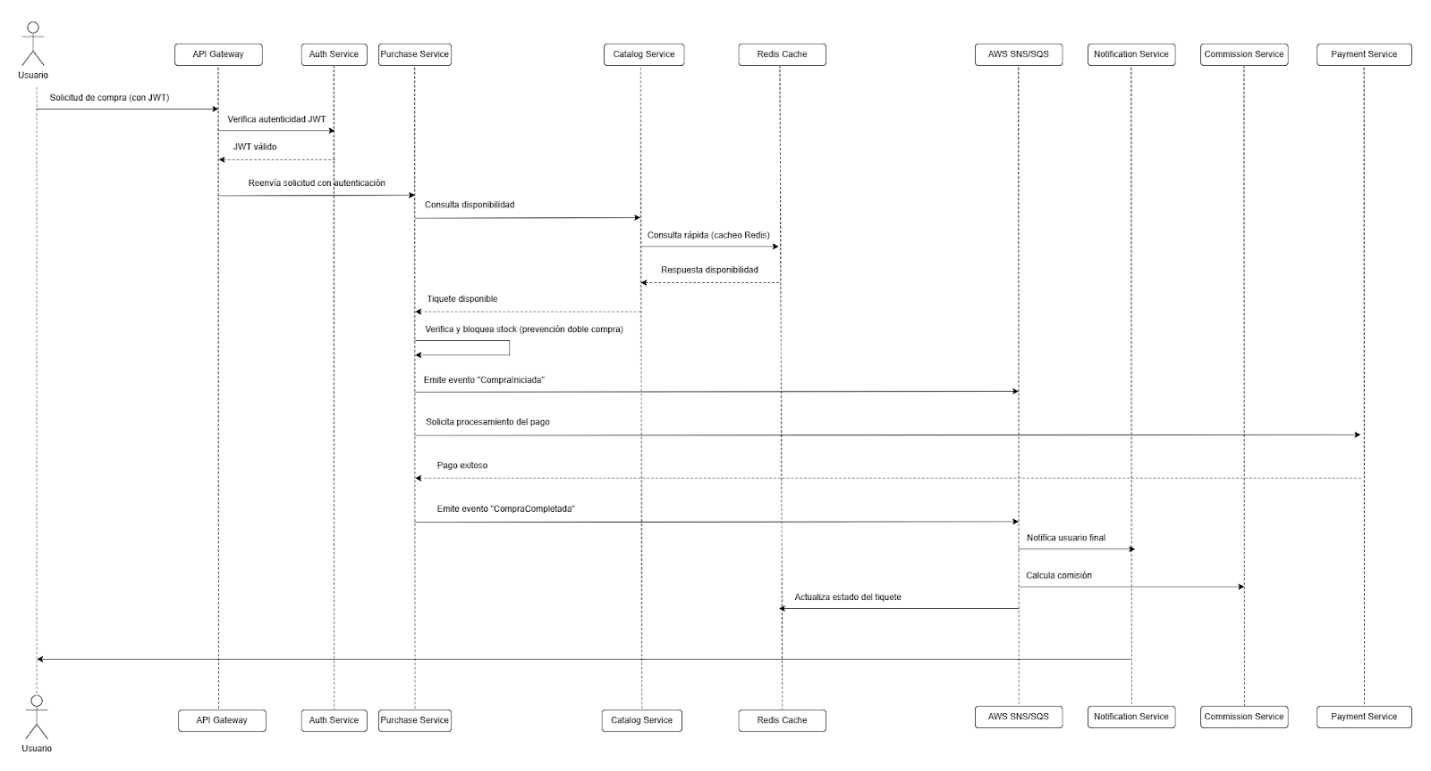 Usuario
API Gateway
Auth Service
Purchase Service
Catalog Service
Redis Cache
AWS SNS/SQS
Notification Service
Commission Service
Payment Service
Solicitud de compra (con JWT)
Verifica autenticidad JWT
JWT válido
Reenvía solicitud con autenticación
Consulta disponibilidad
Consulta rápida (cacheo Redis)
Respuesta disponibilidad
Tiquete disponible
Verifica y bloquea stock (prevención doble compra)
Emite evento "CompraIniciada"
Solicita procesamiento del pago
Pago exitoso
Emite evento "CompraCompletada"
Notifica usuario final
Calcula comisión
Actualiza estado del tiquete
Usuario
API Gateway
Auth Service
Purchase Service
Catalog Service
Redis Cache
AWS SNS/SQS
Notification Service
Commission Service
Payment Service